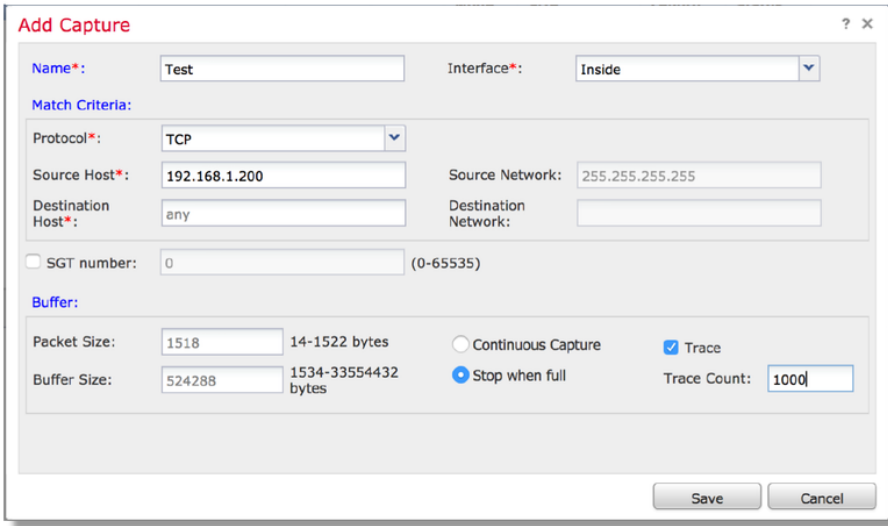 Add Capture
? ×
Name*: Test Interface*: Inside
Match Criteria:
Protocol*: TCP
Source Host*: 192.168.1.200 Source Network: 255.255.255.255
Destination Host*: any Destination Network:
SGT number: 0 (0-65535)
Buffer:
Packet Size: 1518 14-1522 bytes Continuous Capture Trace
Buffer Size: 524288 1534-33554432 bytes Stop when full Trace Count: 1000
Save Cancel